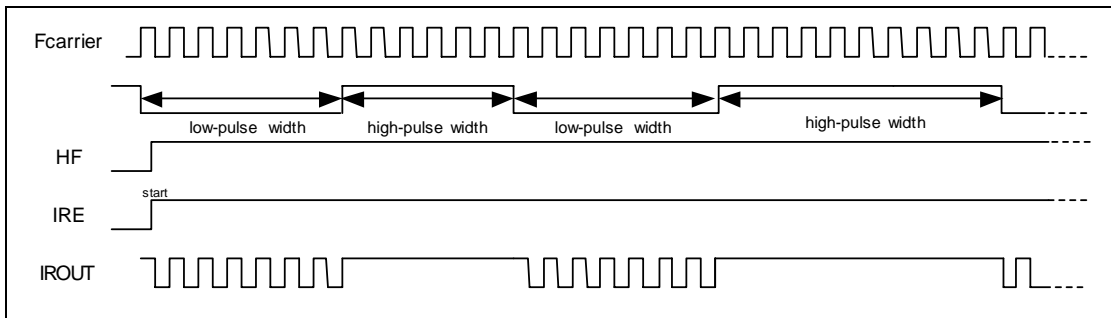 Fcarrier
low-pulse width
high-pulse width
low-pulse width
high-pulse width
HF
start
IRE
IROUT